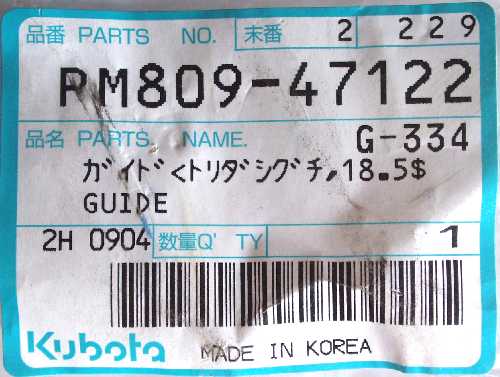 品番 PARTS NO. 末番 2 229
PM809-47122
品名 PARTS. NAME. G-334
ガイド<トリダシグチ,18.5$
GUIDE
2H 0904 数量Q' TY 1
Kubota MADE IN KOREA